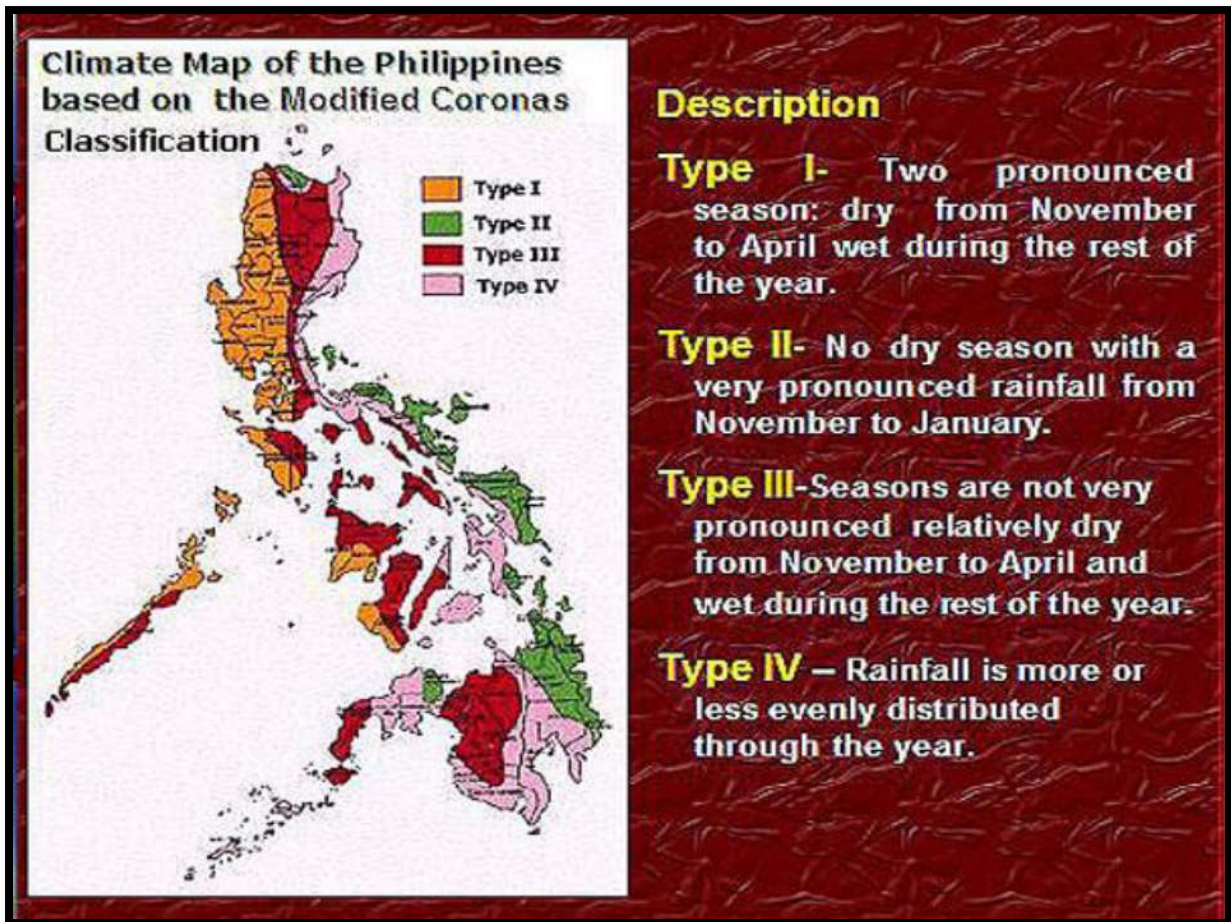 Climate Map of the Philippines
based on the Modified Coronas
Classification
Type I
Type II
Type III
Type IV
Description
Type I- Two pronounced
season: dry from November
to April wet during the rest of
the year.
Type II- No dry season with a
very pronounced rainfall from
November to January.
Type III-Seasons are not very
pronounced relatively dry
from November to April and
wet during the rest of the year.
Type IV – Rainfall is more or
less evenly distributed
through the year.